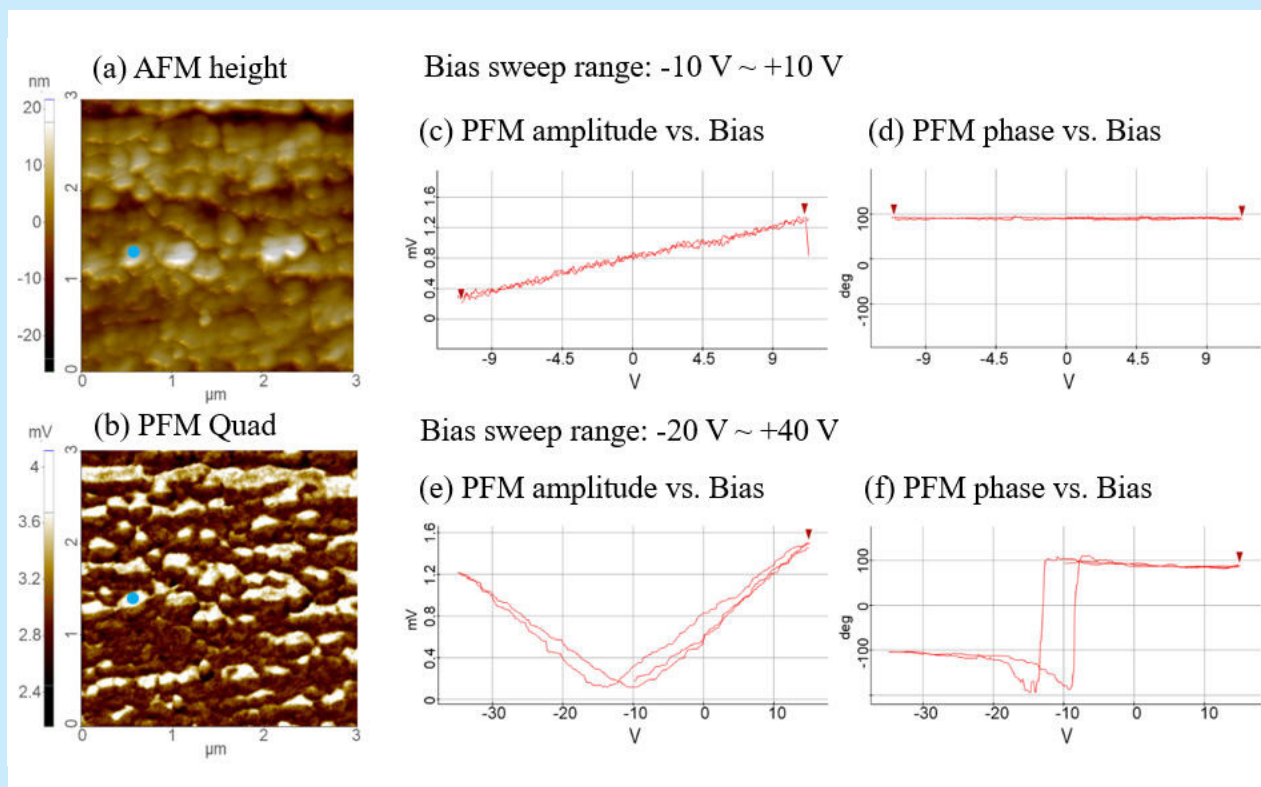 (a) AFM height
nm
20
10
0
-10
-20
3
2
1
0
0 1 2 3
µm
(b) PFM Quad
mV
4
3.6
3.2
2.8
2.4
3
2
1
0
0 1 2 3
µm
Bias sweep range: -10 V ~ +10 V
(c) PFM amplitude vs. Bias
mV
1.6
1.2
0.8
0.4
0
-9 -4.5 0 4.5 9
V
(d) PFM phase vs. Bias
deg
100
0
-100
-9 -4.5 0 4.5 9
V
Bias sweep range: -20 V ~ +40 V
(e) PFM amplitude vs. Bias
mV
1.6
1.2
0.8
0.4
0
-30 -20 -10 0 10
V
(f) PFM phase vs. Bias
deg
100
0
-100
-30 -20 -10 0 10
V